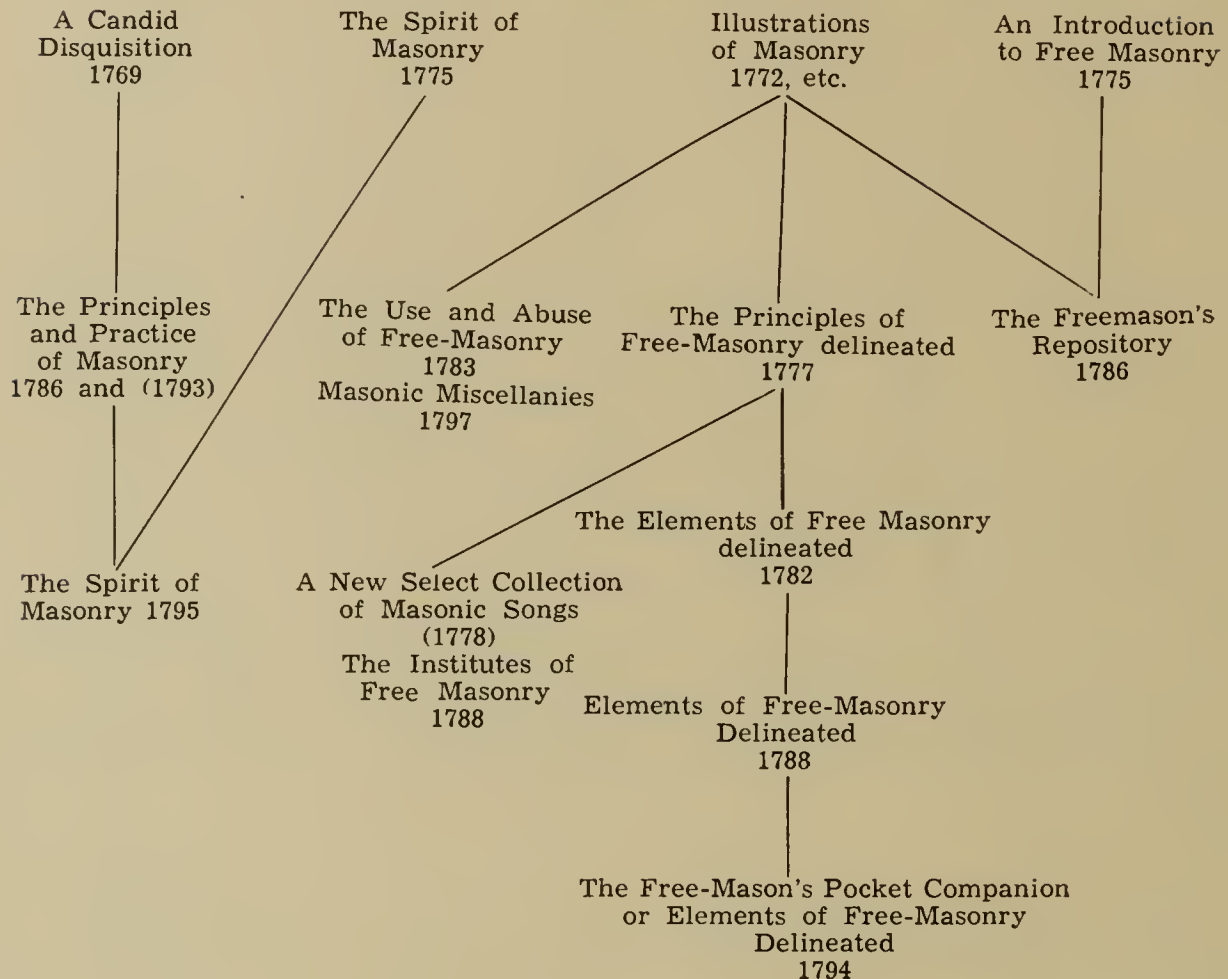 A Candid
Disquisition
1769
The Spirit of
Masonry
1775
Illustrations
of Masonry
1772, etc.
An Introduction
to Free Masonry
1775
The Principles
and Practice
of Masonry
1786 and (1793)
The Use and Abuse
of Free-Masonry
1783
Masonic Miscellanies
1797
The Principles of
Free-Masonry delineated
1777
The Freemason's
Repository
1786
The Spirit of
Masonry 1795
A New Select Collection
of Masonic Songs
(1778)
The Institutes of
Free Masonry
1788
The Elements of Free Masonry
delineated
1782
Elements of Free-Masonry
Delineated
1788
The Free-Mason's Pocket Companion
or Elements of Free-Masonry
Delineated
1794